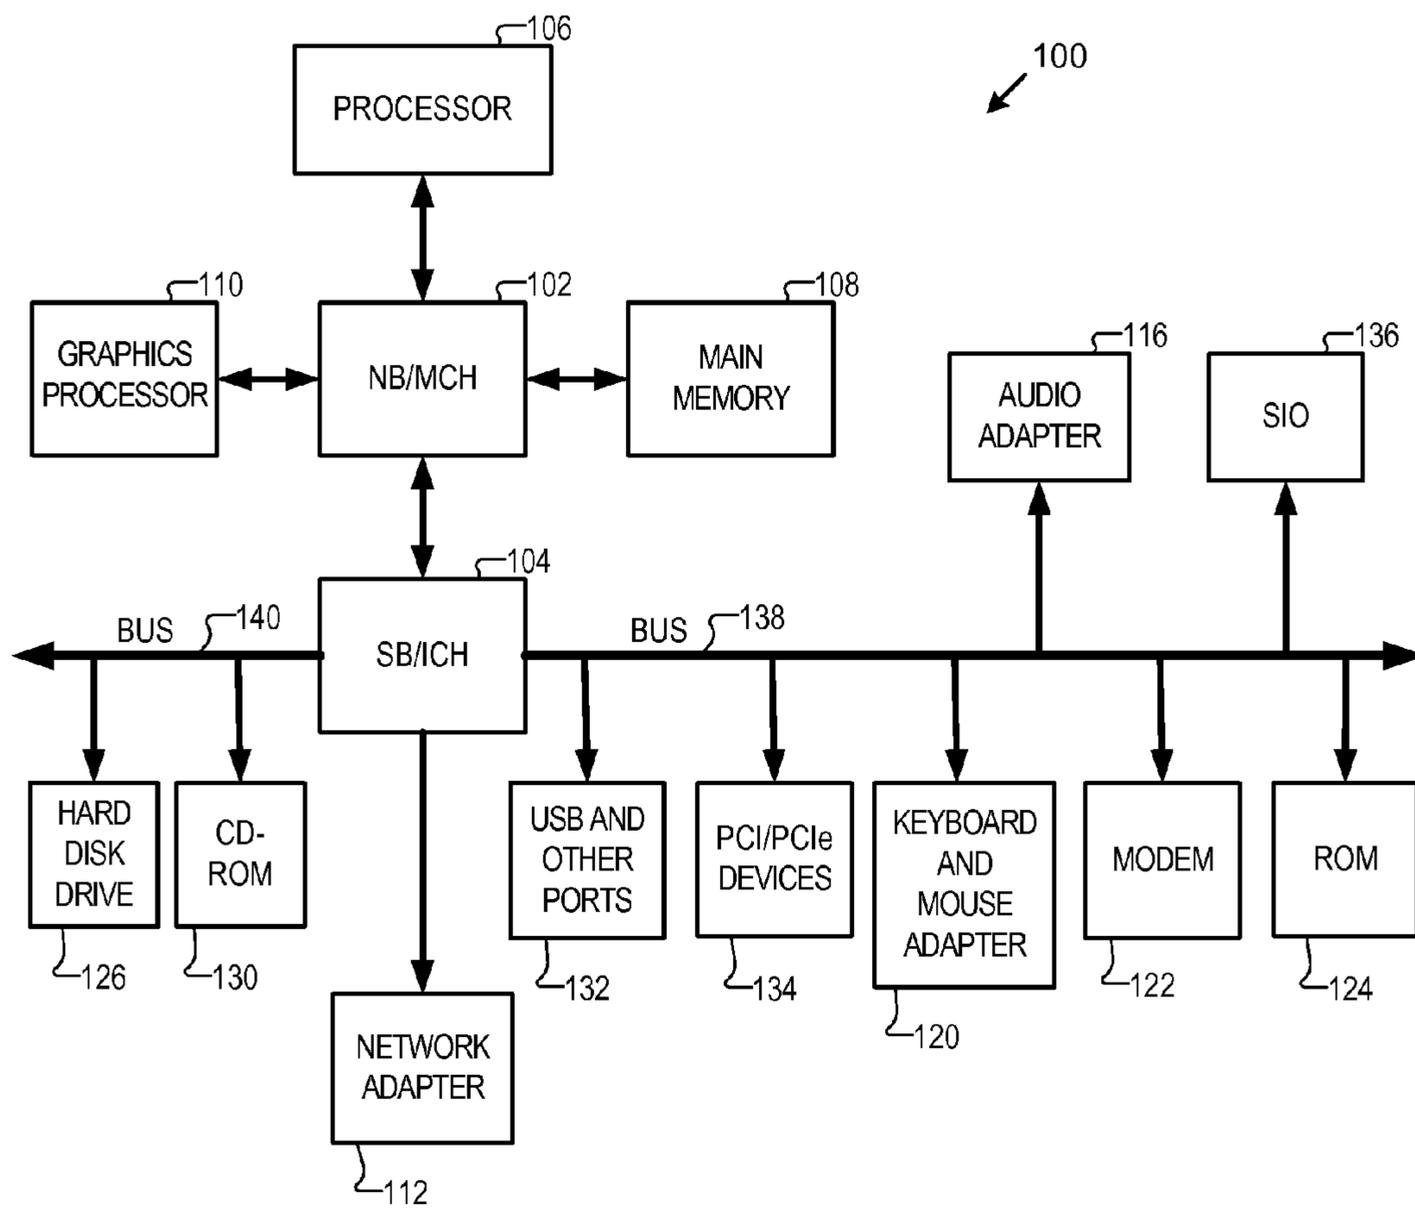 106
PROCESSOR
100
110
GRAPHICS
PROCESSOR
102
NB/MCH
108
MAIN
MEMORY
116
AUDIO
ADAPTER
136
SIO
104
SB/ICH
BUS
140
BUS
138
HARD
DISK
DRIVE
126
CD-
ROM
130
USB AND
OTHER
PORTS
132
PCI/PCIe
DEVICES
134
KEYBOARD
AND
MOUSE
ADAPTER
120
MODEM
122
ROM
124
NETWORK
ADAPTER
112